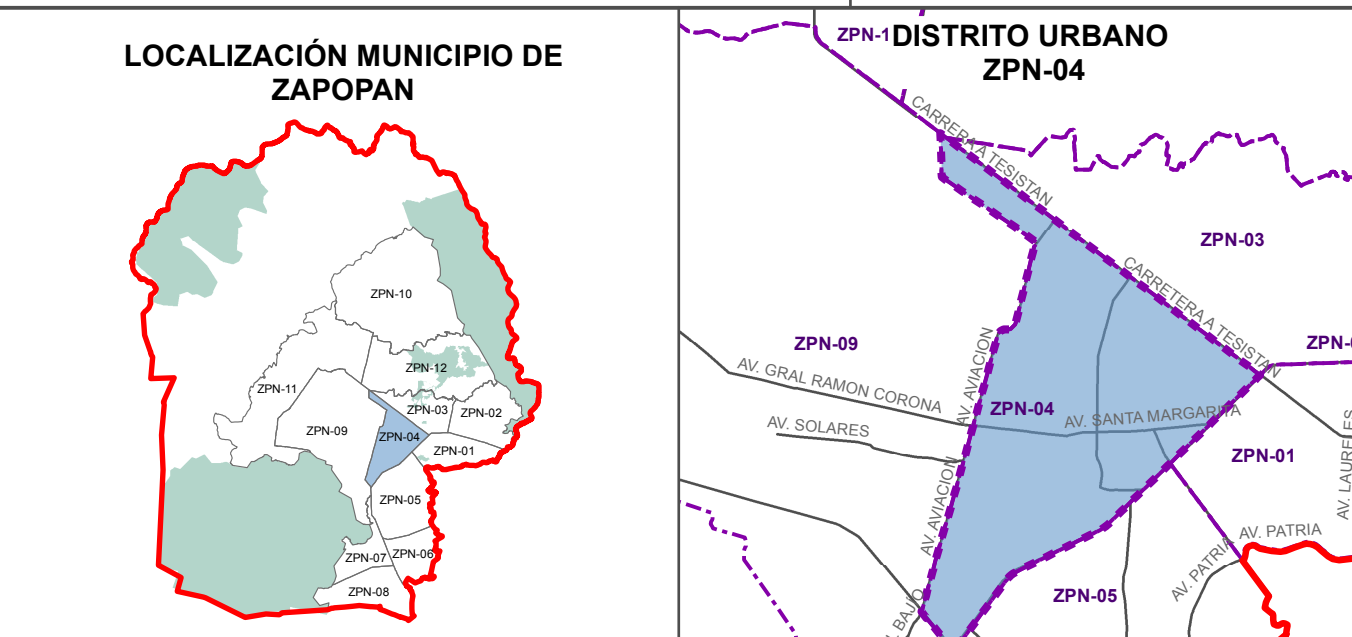 LOCALIZACIÓN MUNICIPIO DE
ZAPOPAN
ZPN-10
ZPN-12
ZPN-11
ZPN-03
ZPN-02
ZPN-09
ZPN-04
ZPN-01
ZPN-05
ZPN-07
ZPN-06
ZPN-08
ZPN-1
DISTRITO URBANO
ZPN-04
CARRERA A TESISTAN
ZPN-03
CARRETERA A TESISTAN
ZPN-09
AV. GRAL RAMON CORONA
AV. AVIACION
ZPN-04
AV. SANTA MARGARITA
AV. SOLARES
ZPN-01
AV. AVIACION
AV. PATRIA
AV. PATRIA
ZPN-05